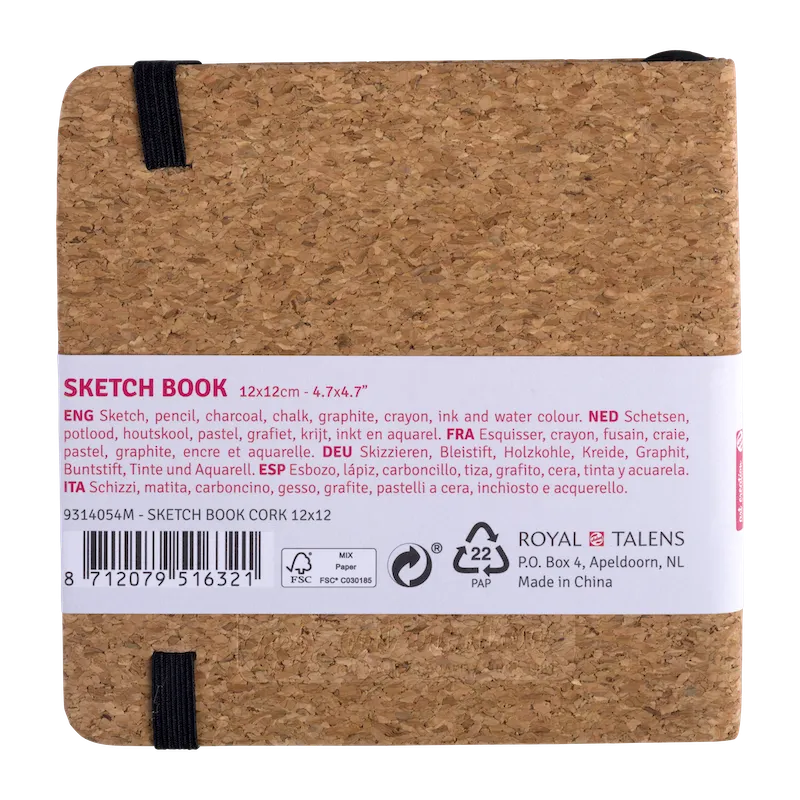 SKETCH BOOK 12x12cm - 4.7x4.7”
ENG Sketch, pencil, charcoal, chalk, graphite, crayon, ink and water colour. NED Schetsen,
potlood, houtskool, pastel, grafiet, krijt, inkt en aquarel. FRA Esquisser, crayon, fusain, craie,
pastel, graphite, encre et aquarelle. DEU Skizzieren, Bleistift, Holzkohle, Kreide, Graphit,
Buntstift, Tinte und Aquarell. ESP Esbozo, lápiz, carboncillo, tiza, grafito, cera, tinta y acuarela.
ITA Schizzi, matita, carboncino, gesso, grafite, pastelli a cera, inchiosto e acquerello.
9314054M - SKETCH BOOK CORK 12x12
8 712079 516321
FSC
MIX
Paper
FSC® C030185
®
22
PAP
ROYAL TALENS
P.O. Box 4, Apeldoorn, NL
Made in China
art creation